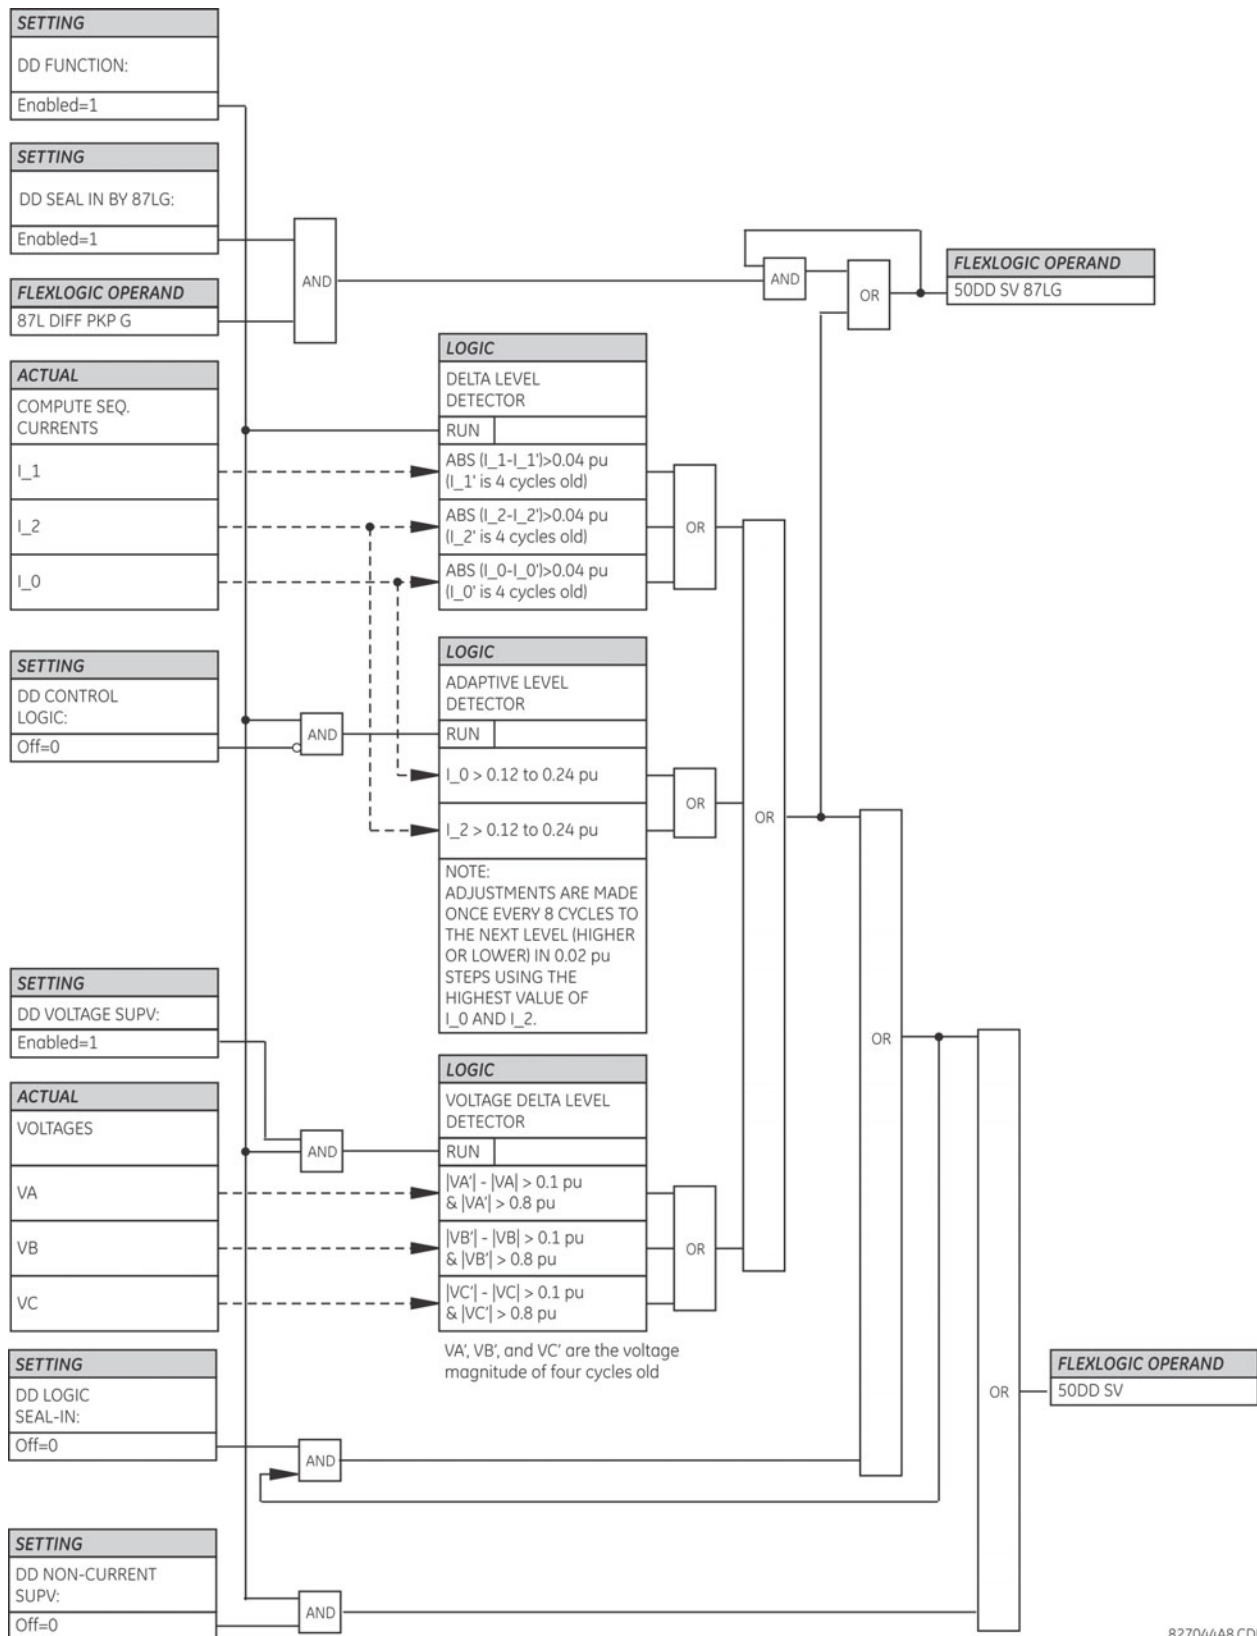 SETTING
DD FUNCTION:
Enabled=1
SETTING
DD SEAL IN BY 87LG:
Enabled=1
FLEXLOGIC OPERAND
87L DIFF PKP G
AND
AND
OR
FLEXLOGIC OPERAND
50DD SV 87LG
ACTUAL
COMPUTE SEQ.
CURRENTS
I_1
I_2
I_0
LOGIC
DELTA LEVEL
DETECTOR
RUN
ABS (I_1-I_1')>0.04 pu
(I_1' is 4 cycles old)
ABS (I_2-I_2')>0.04 pu
(I_2' is 4 cycles old)
ABS (I_0-I_0')>0.04 pu
(I_0' is 4 cycles old)
OR
SETTING
DD CONTROL
LOGIC:
Off=0
AND
LOGIC
ADAPTIVE LEVEL
DETECTOR
RUN
I_0 > 0.12 to 0.24 pu
I_2 > 0.12 to 0.24 pu
NOTE:
ADJUSTMENTS ARE MADE
ONCE EVERY 8 CYCLES TO
THE NEXT LEVEL (HIGHER
OR LOWER) IN 0.02 pu
STEPS USING THE
HIGHEST VALUE OF
I_0 AND I_2.
OR
OR
OR
SETTING
DD VOLTAGE SUPV:
Enabled=1
ACTUAL
VOLTAGES
VA
VB
VC
AND
LOGIC
VOLTAGE DELTA LEVEL
DETECTOR
RUN
|VA'| - |VA| > 0.1 pu
& |VA'| > 0.8 pu
|VB'| - |VB| > 0.1 pu
& |VB'| > 0.8 pu
|VC'| - |VC| > 0.1 pu
& |VC'| > 0.8 pu
VA', VB', and VC' are the voltage
magnitude of four cycles old
OR
SETTING
DD LOGIC
SEAL-IN:
Off=0
AND
OR
FLEXLOGIC OPERAND
50DD SV
SETTING
DD NON-CURRENT
SUPV:
Off=0
AND